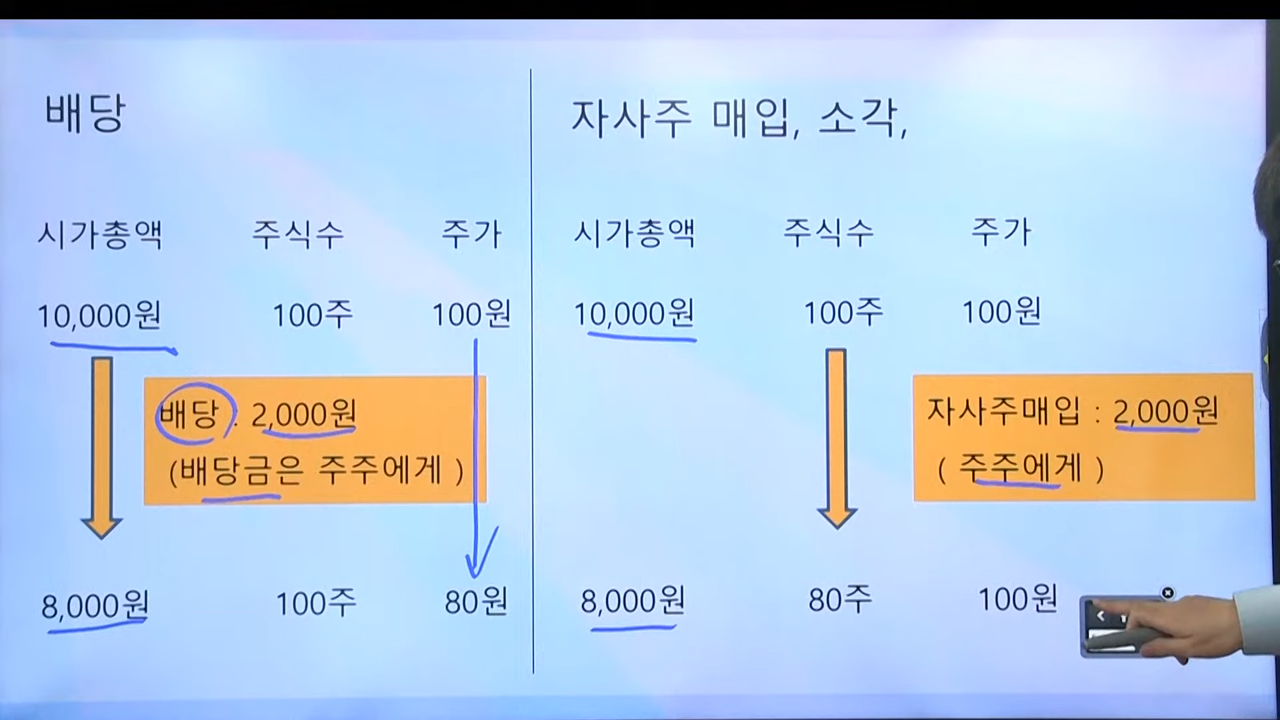 배당
시가총액 주식수 주가
10,000원 100주 100원
배당 : 2,000원
(배당금은 주주에게 )
8,000원 100주 80원
자사주 매입, 소각,
시가총액 주식수 주가
10,000원 100주 100원
자사주매입 : 2,000원
( 주주에게 )
8,000원 80주 100원